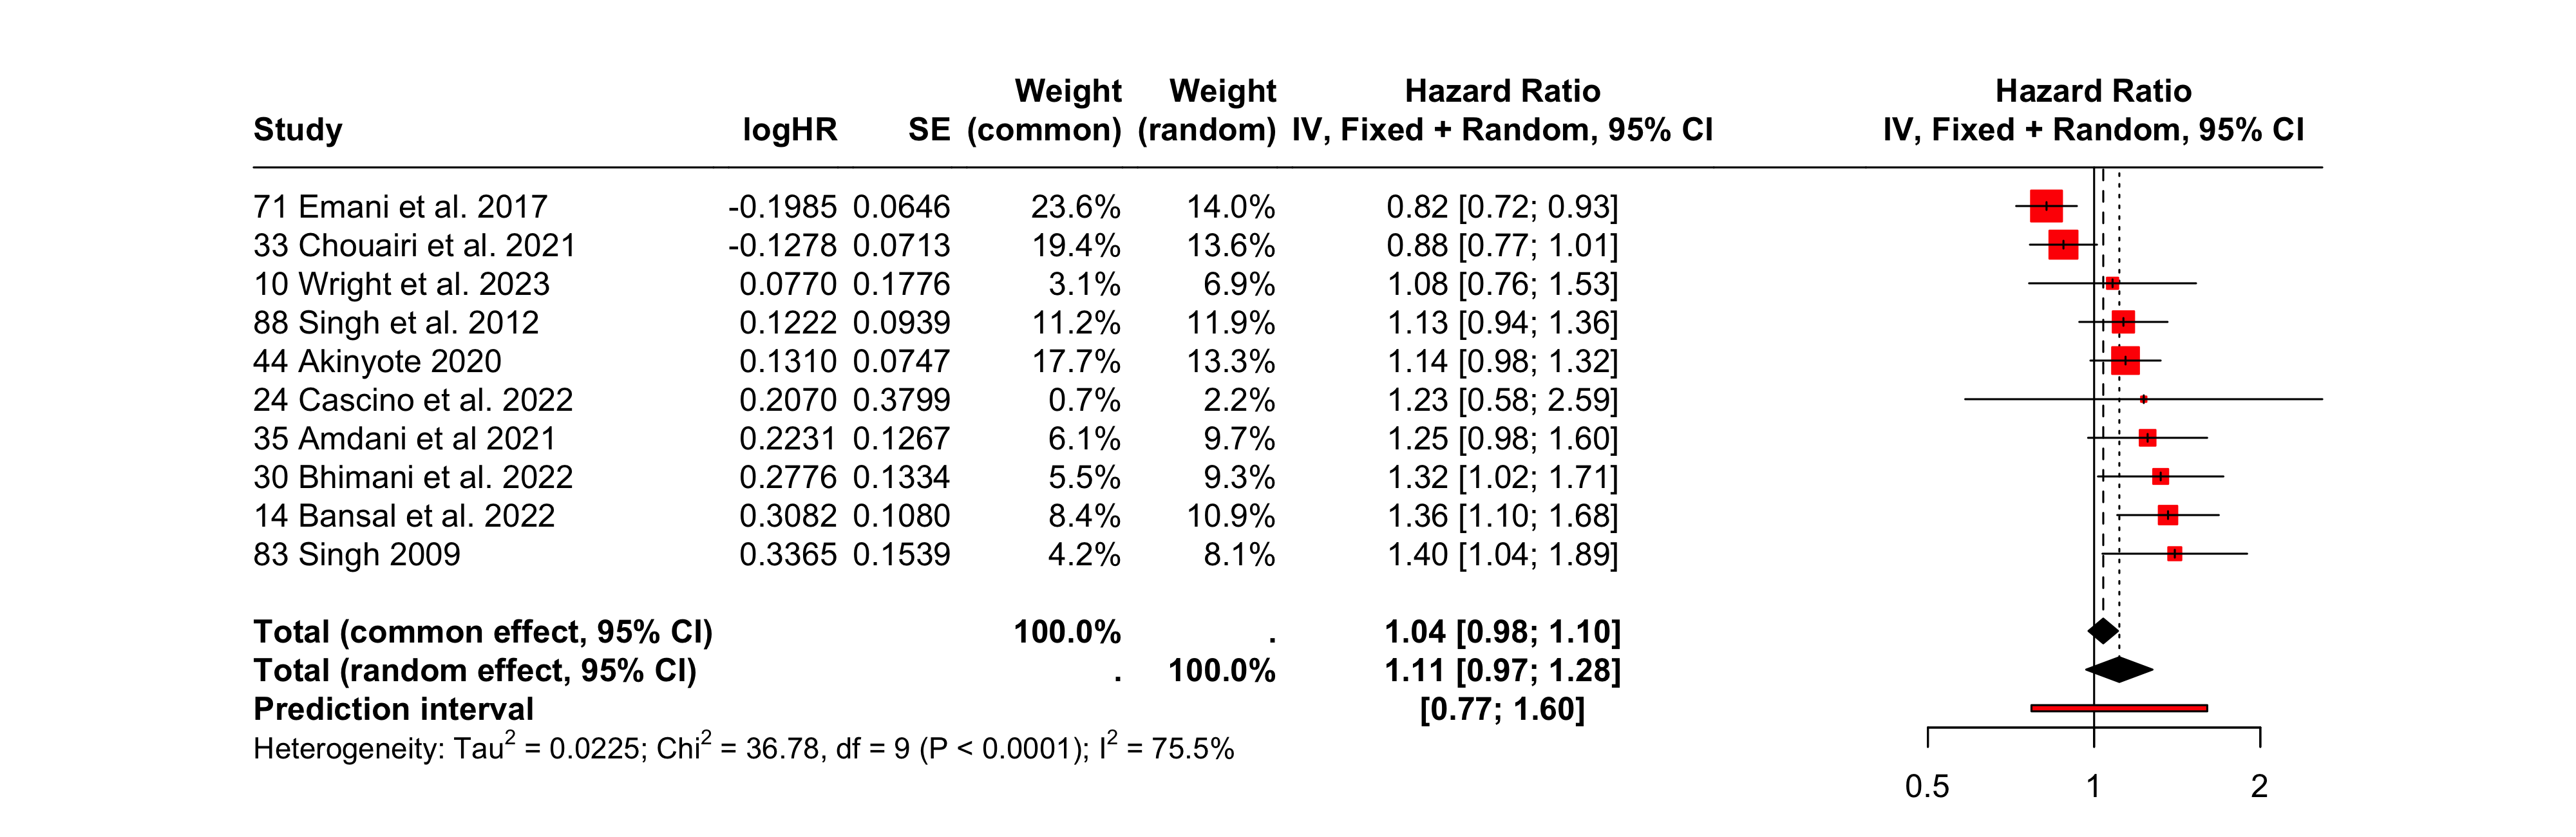 Weight Weight Hazard Ratio Hazard Ratio
Study logHR SE (common) (random) IV, Fixed + Random, 95% CI IV, Fixed + Random, 95% CI
71 Emani et al. 2017 -0.1985 0.0646 23.6% 14.0% 0.82 [0.72; 0.93]
33 Chouairi et al. 2021 -0.1278 0.0713 19.4% 13.6% 0.88 [0.77; 1.01]
10 Wright et al. 2023 0.0770 0.1776 3.1% 6.9% 1.08 [0.76; 1.53]
88 Singh et al. 2012 0.1222 0.0939 11.2% 11.9% 1.13 [0.94; 1.36]
44 Akinyote 2020 0.1310 0.0747 17.7% 13.3% 1.14 [0.98; 1.32]
24 Cascino et al. 2022 0.2070 0.3799 0.7% 2.2% 1.23 [0.58; 2.59]
35 Amdani et al 2021 0.2231 0.1267 6.1% 9.7% 1.25 [0.98; 1.60]
30 Bhimani et al. 2022 0.2776 0.1334 5.5% 9.3% 1.32 [1.02; 1.71]
14 Bansal et al. 2022 0.3082 0.1080 8.4% 10.9% 1.36 [1.10; 1.68]
83 Singh 2009 0.3365 0.1539 4.2% 8.1% 1.40 [1.04; 1.89]
Total (common effect, 95% CI) 100.0% . 1.04 [0.98; 1.10]
Total (random effect, 95% CI) . 100.0% 1.11 [0.97; 1.28]
Prediction interval [0.77; 1.60]
Heterogeneity: Tau² = 0.0225; Chi² = 36.78, df = 9 (P < 0.0001); I² = 75.5%
0.5 1 2